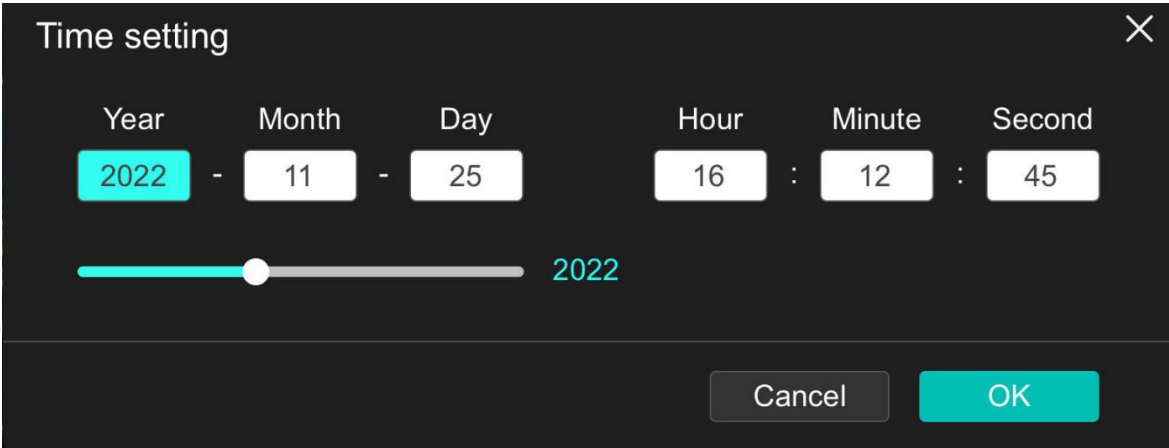 Time setting
Year Month Day Hour Minute Second
2022 - 11 - 25 16 : 12 : 45
2022
Cancel OK